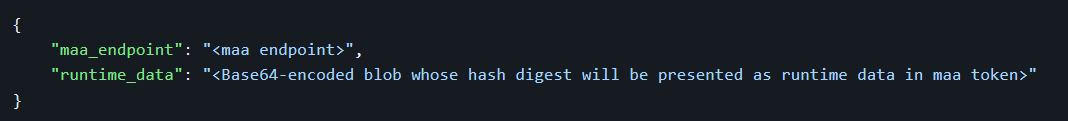 {
    "maa_endpoint": "<maa endpoint>",
    "runtime_data": "<Base64-encoded blob whose hash digest will be presented as runtime data in maa token>"
}